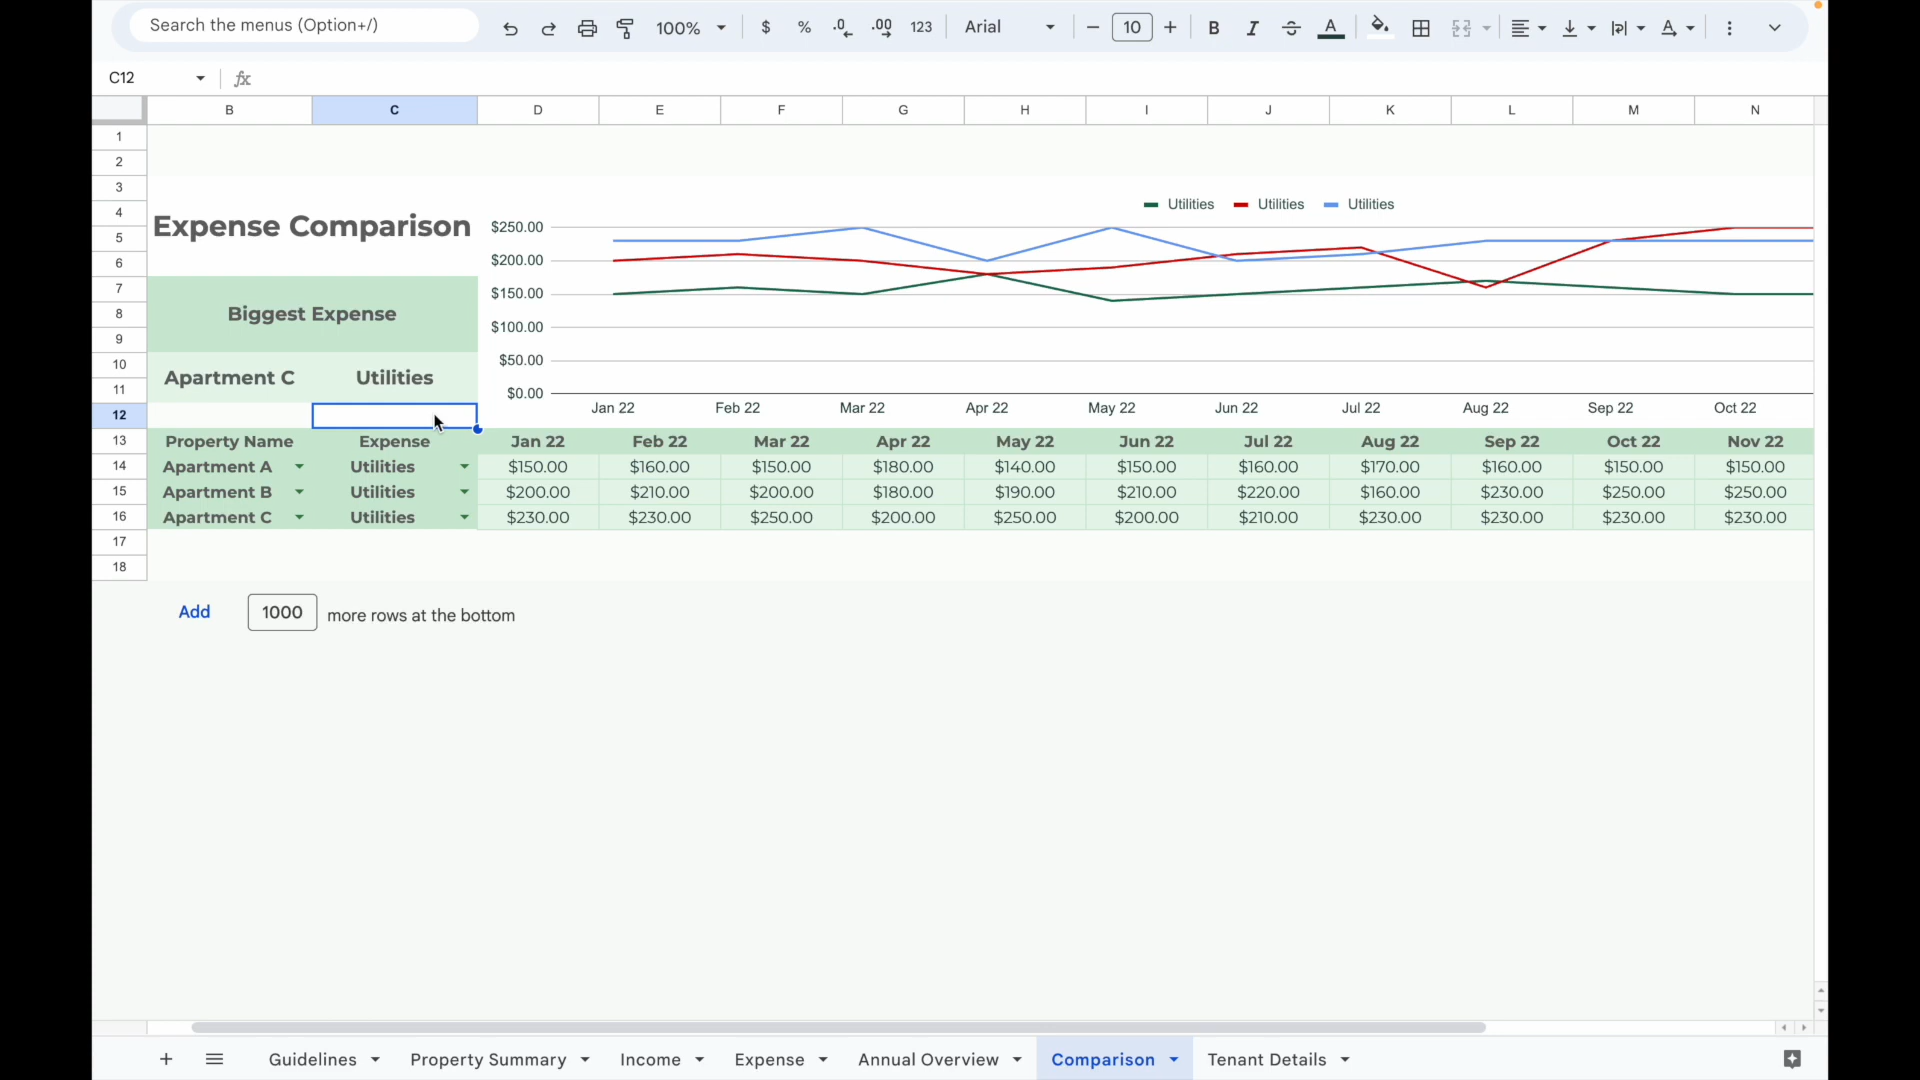 Search the menus (Option+/) 100% $ % .0 .00 123 Arial 10 B I S A A
C12 fx
B C D E F G H I J K L M N
1
2
3
4
5
6
7
8
9
10
11
12
13
14
15
16
17
18
Expense Comparison
Biggest Expense
Apartment C Utilities
Utilities Utilities Utilities
$250.00
$200.00
$150.00
$100.00
$50.00
$0.00
Jan 22 Feb 22 Mar 22 Apr 22 May 22 Jun 22 Jul 22 Aug 22 Sep 22 Oct 22
Property Name Expense Jan 22 Feb 22 Mar 22 Apr 22 May 22 Jun 22 Jul 22 Aug 22 Sep 22 Oct 22 Nov 22
Apartment A Utilities $150.00 $160.00 $150.00 $180.00 $140.00 $150.00 $160.00 $170.00 $160.00 $150.00 $150.00
Apartment B Utilities $200.00 $210.00 $200.00 $180.00 $190.00 $210.00 $220.00 $160.00 $230.00 $250.00 $250.00
Apartment C Utilities $230.00 $230.00 $250.00 $200.00 $250.00 $200.00 $210.00 $230.00 $230.00 $230.00 $230.00
Add 1000 more rows at the bottom
Guidelines Property Summary Income Expense Annual Overview Comparison Tenant Details